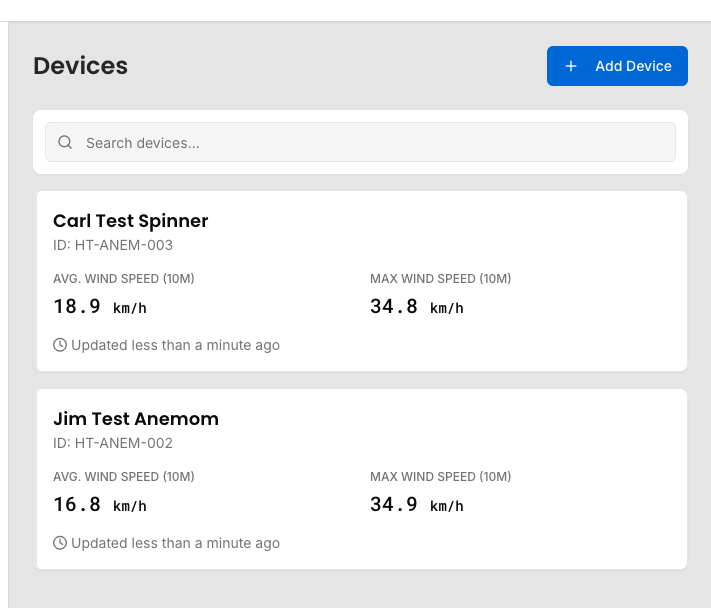 Devices
+ Add Device
Search devices...
Carl Test Spinner
ID: HT-ANEM-003
AVG. WIND SPEED (10M) MAX WIND SPEED (10M)
18.9 km/h 34.8 km/h
Updated less than a minute ago
Jim Test Anemom
ID: HT-ANEM-002
AVG. WIND SPEED (10M) MAX WIND SPEED (10M)
16.8 km/h 34.9 km/h
Updated less than a minute ago